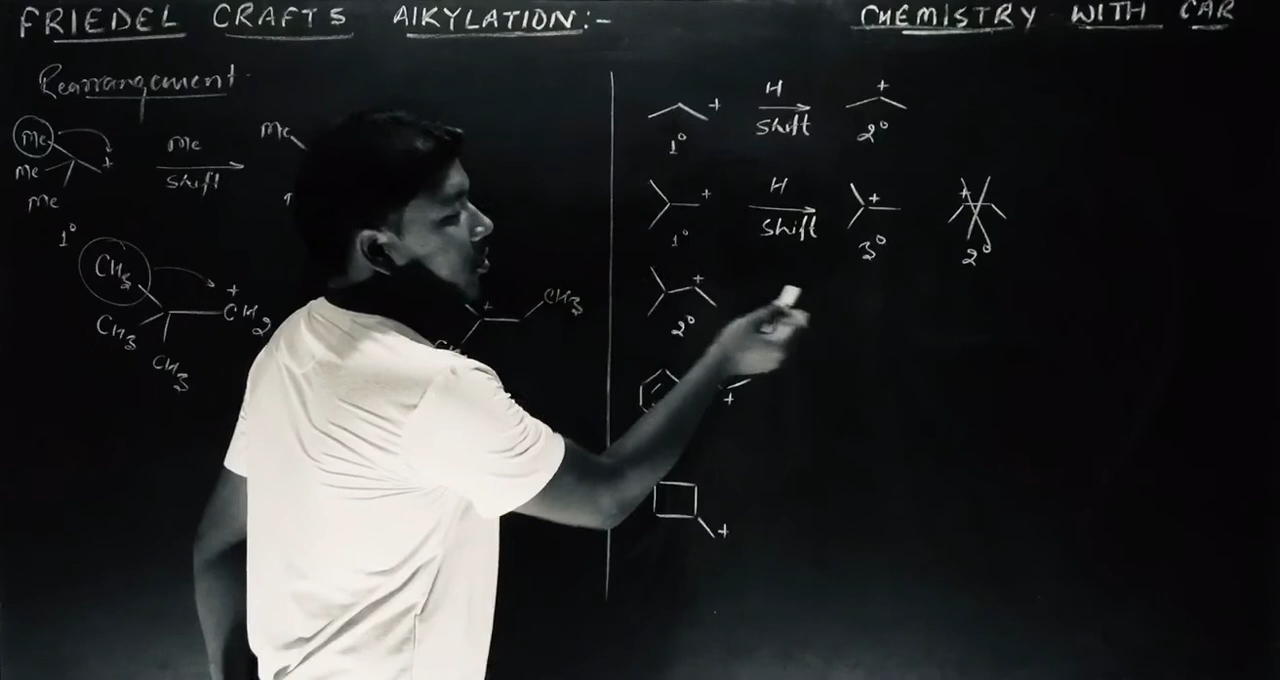 FRIEDEL CRAFTS AlKYLATION:-
CHEMISTRY WITH CAR
Rearrangement
Me
Me
Me
Me
Shift
Me
1°
CH3
CH3
CH3
+
CH2
+
CH3
+
1°
H
Shift
+
2°
+
1°
H
Shift
+
3°
+
2°
+
2°
+
+